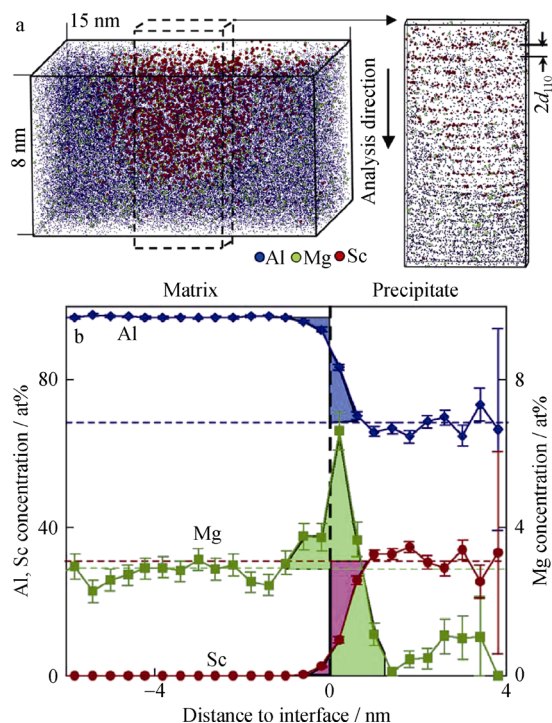 a
15 nm
8 nm
Analysis direction
2d110
Al Mg Sc
Matrix Precipitate
b
Al
Mg
Sc
80
40
0
8
4
0
Al, Sc concentration / at%
Mg concentration / at%
−4 0 4
Distance to interface / nm